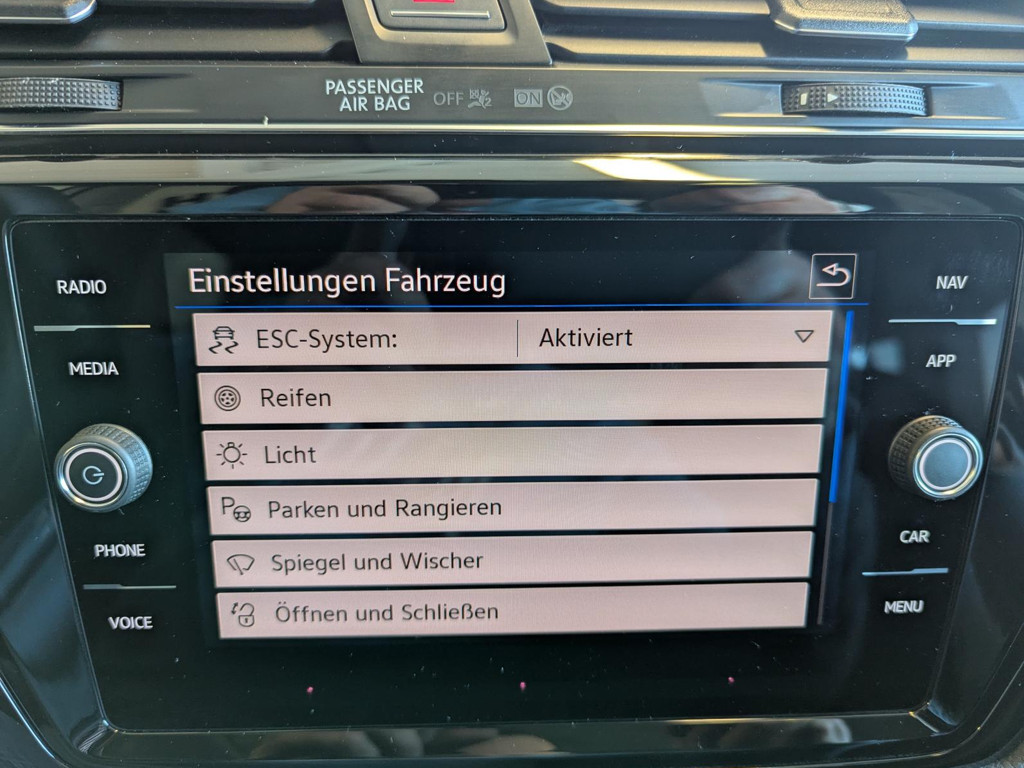 PASSENGER
AIR BAG OFF ON
Einstellungen Fahrzeug
RADIO
MEDIA
PHONE
VOICE
ESC-System: Aktiviert
Reifen
Licht
Parken und Rangieren
Spiegel und Wischer
Öffnen und Schließen
NAV
APP
CAR
MENU